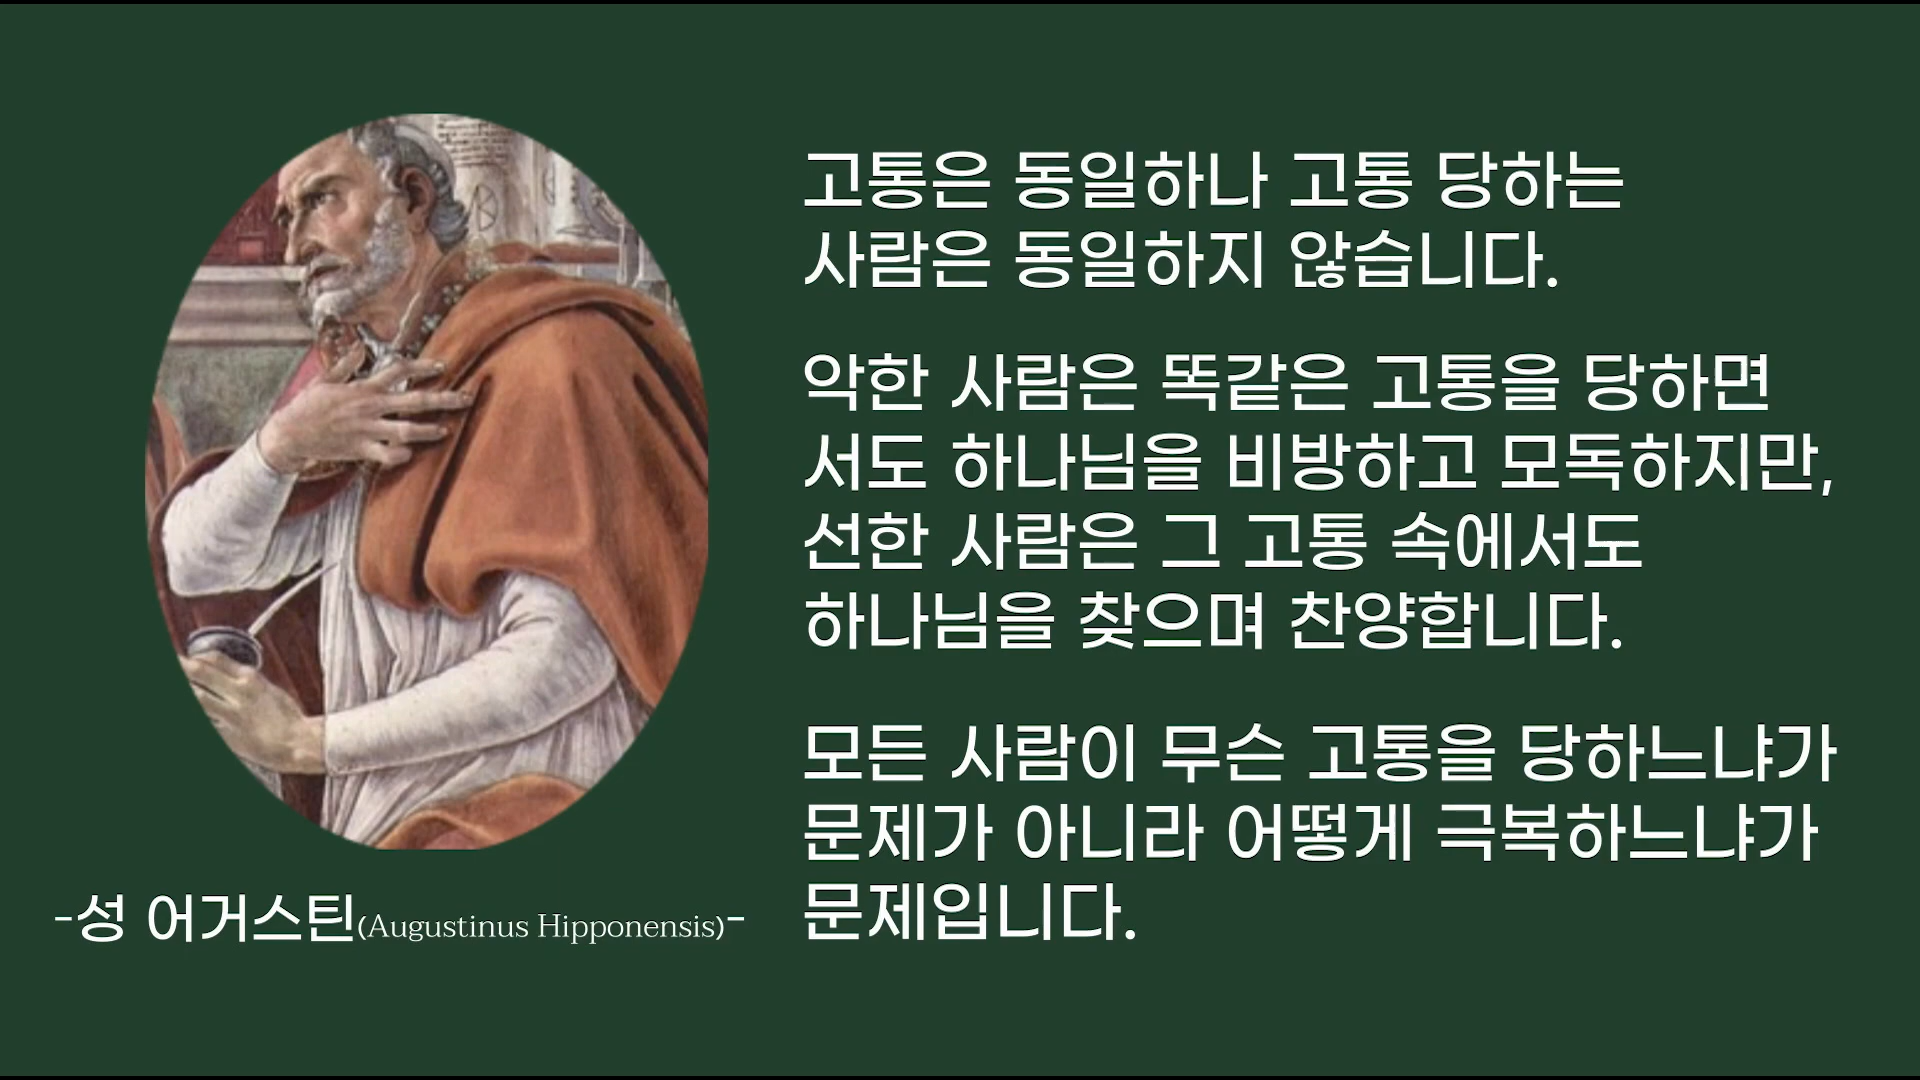 고통은 동일하나 고통 당하는
사람은 동일하지 않습니다.
악한 사람은 똑같은 고통을 당하면
서도 하나님을 비방하고 모독하지만,
선한 사람은 그 고통 속에서도
하나님을 찾으며 찬양합니다.
모든 사람이 무슨 고통을 당하느냐가
문제가 아니라 어떻게 극복하느냐가
문제입니다.
-성 어거스틴(Augustinus Hipponensis)-